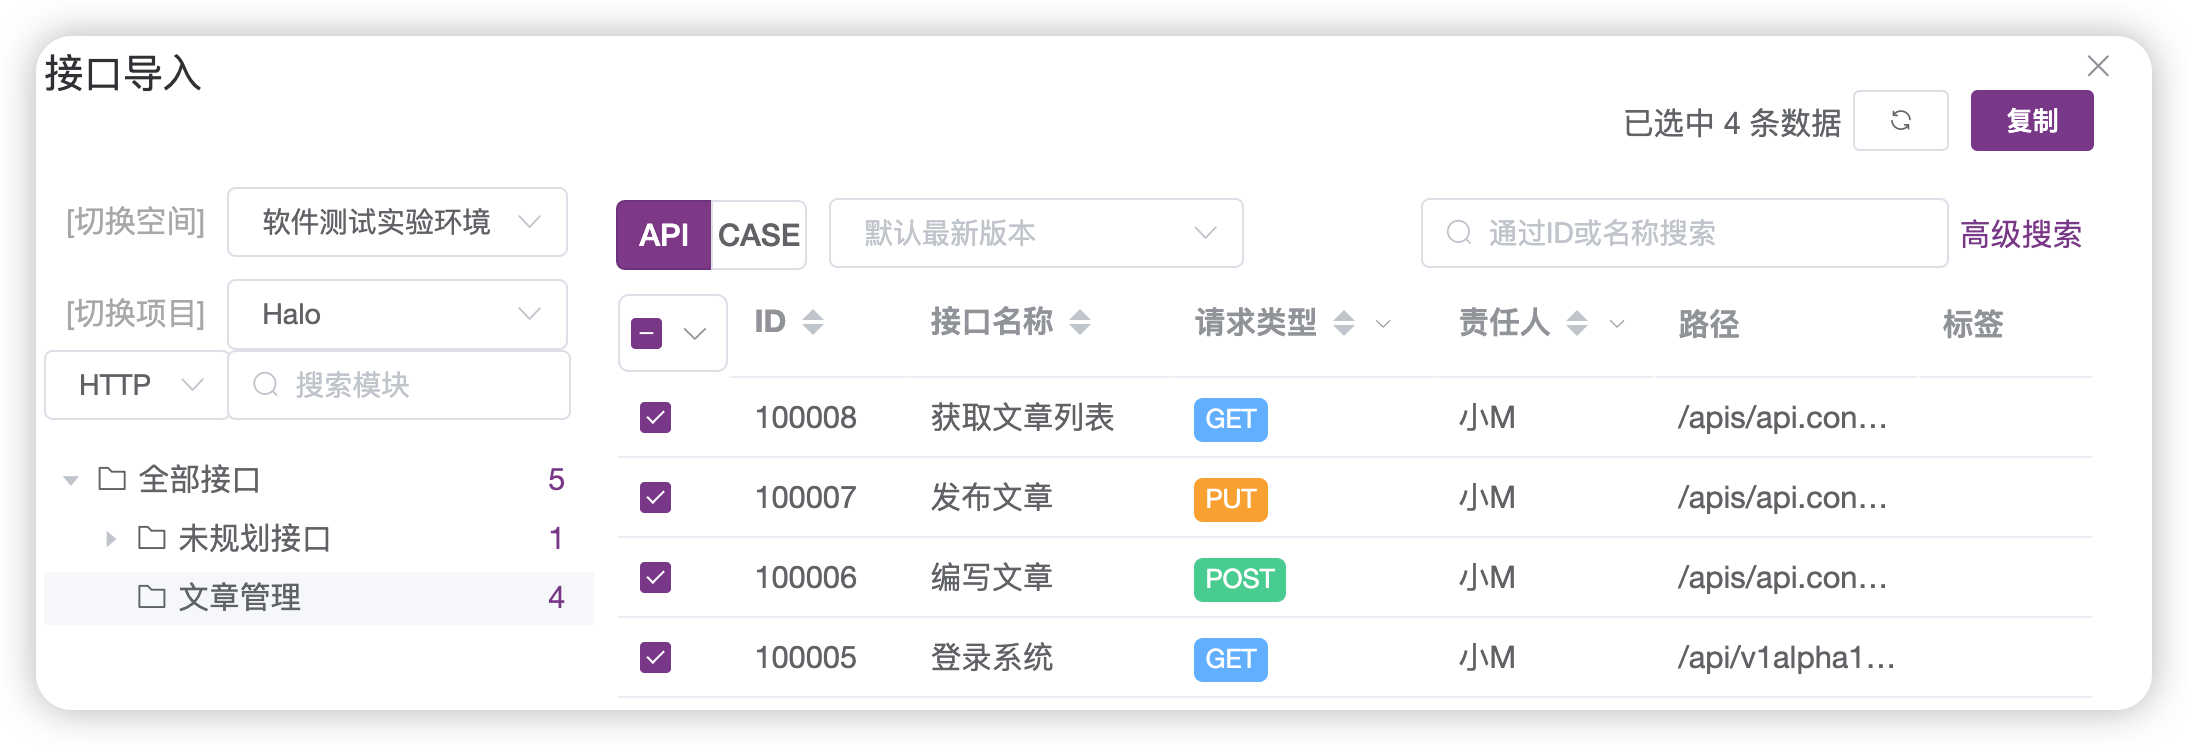 接口导入
已选中 4 条数据 复制
[切换空间] 软件测试实验环境
[切换项目] Halo
HTTP 搜索模块
全部接口 5
未规划接口 1
文章管理 4
API CASE 默认最新版本 通过ID或名称搜索 高级搜索
ID 接口名称 请求类型 责任人 路径 标签
100008 获取文章列表 GET 小M /apis/api.con...
100007 发布文章 PUT 小M /apis/api.con...
100006 编写文章 POST 小M /apis/api.con...
100005 登录系统 GET 小M /api/v1alpha1...